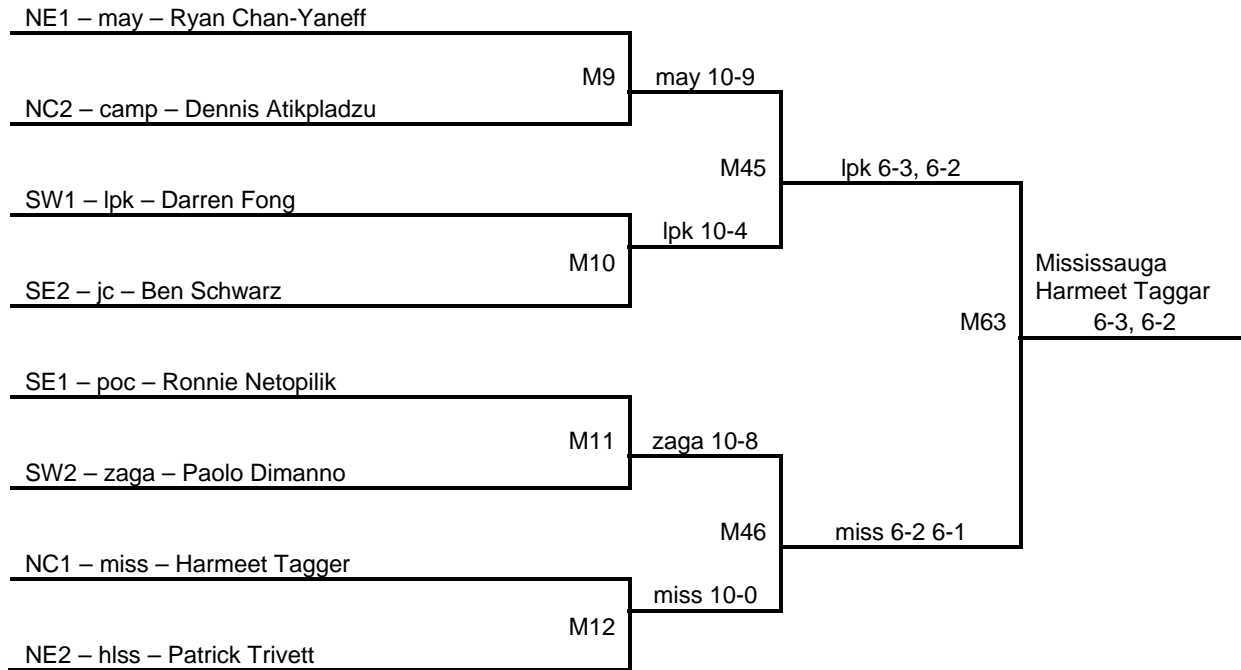 NE1 – may – Ryan Chan-Yaneff
M9
may 10-9
NC2 – camp – Dennis Atikpladzu
M45
lpk 6-3, 6-2
SW1 – lpk – Darren Fong
lpk 10-4
M10
SE2 – jc – Ben Schwarz
Mississauga
Harmeet Taggar
6-3, 6-2
M63
SE1 – poc – Ronnie Netopilik
M11
zaga 10-8
SW2 – zaga – Paolo Dimanno
M46
miss 6-2 6-1
NC1 – miss – Harmeet Tagger
miss 10-0
M12
NE2 – hlss – Patrick Trivett